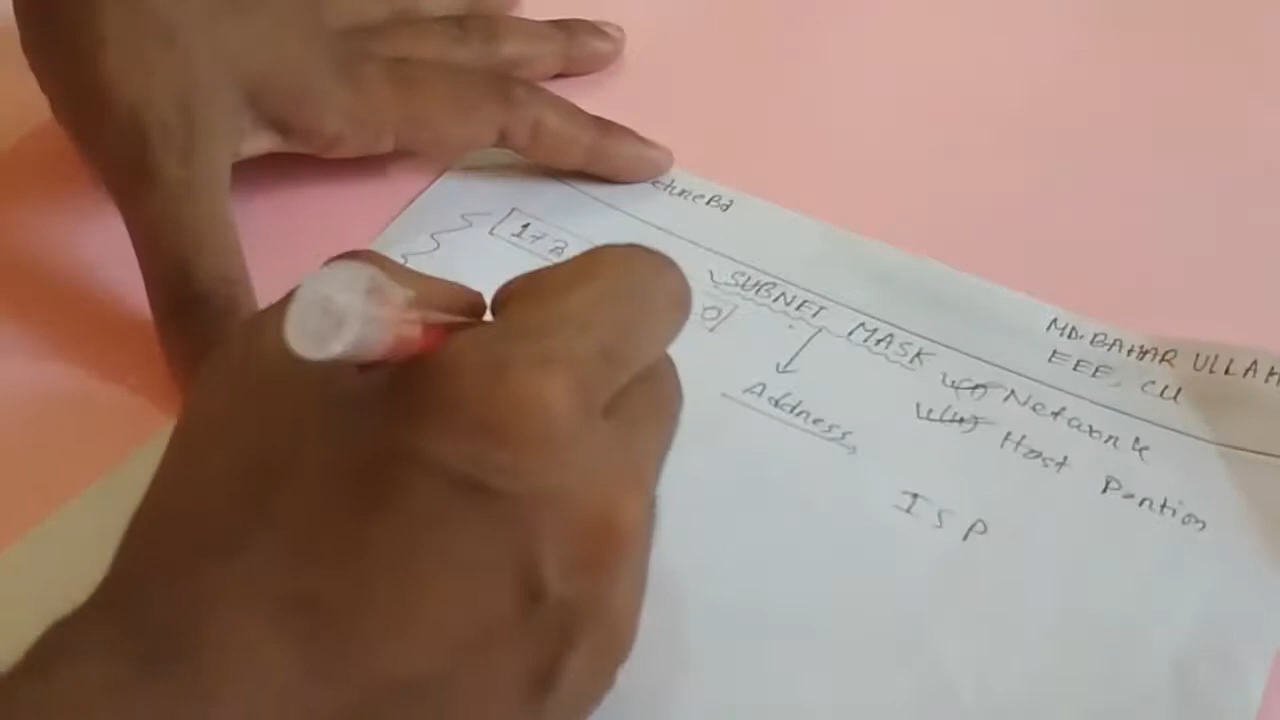 MD. BAHAR ULLAH
EEE, CU
SUBNET MASK
Network
Host Portion
Address,
ISP